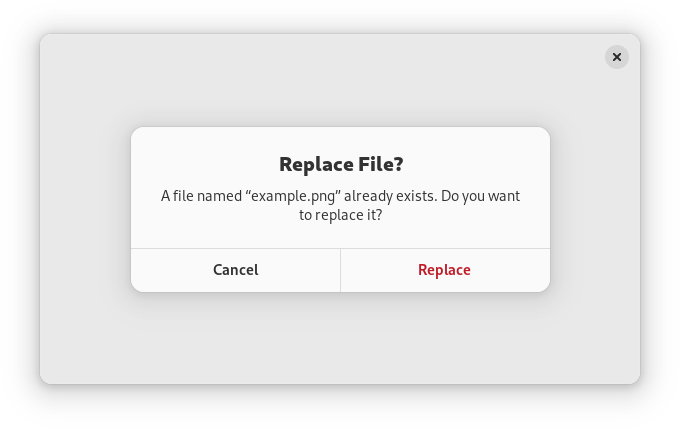 Replace File?
A file named “example.png” already exists. Do you want
to replace it?
Cancel
Replace